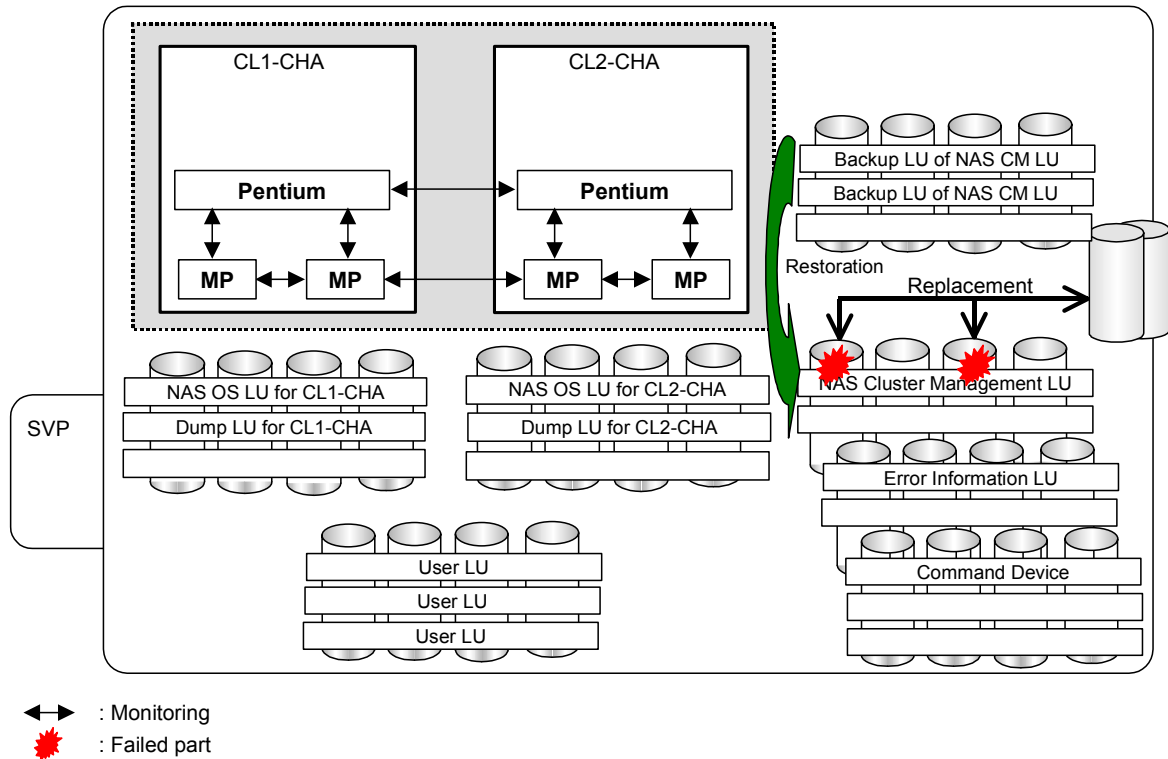 CL1-CHA
CL2-CHA
Pentium
Pentium
MP
MP
MP
MP
Backup LU of NAS CM LU
Backup LU of NAS CM LU
Restoration
Replacement
NAS OS LU for CL1-CHA
Dump LU for CL1-CHA
NAS OS LU for CL2-CHA
Dump LU for CL2-CHA
NAS Cluster Management LU
SVP
Error Information LU
User LU
User LU
User LU
Command Device
: Monitoring
: Failed part